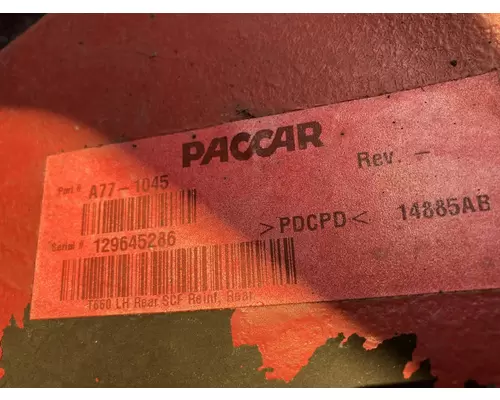 PACCAR
Rev. -
Part # A77-1045
>PDCPD< 14885AB
Serial # 129645286
T660 LH Rear SCF Reinf, Rear